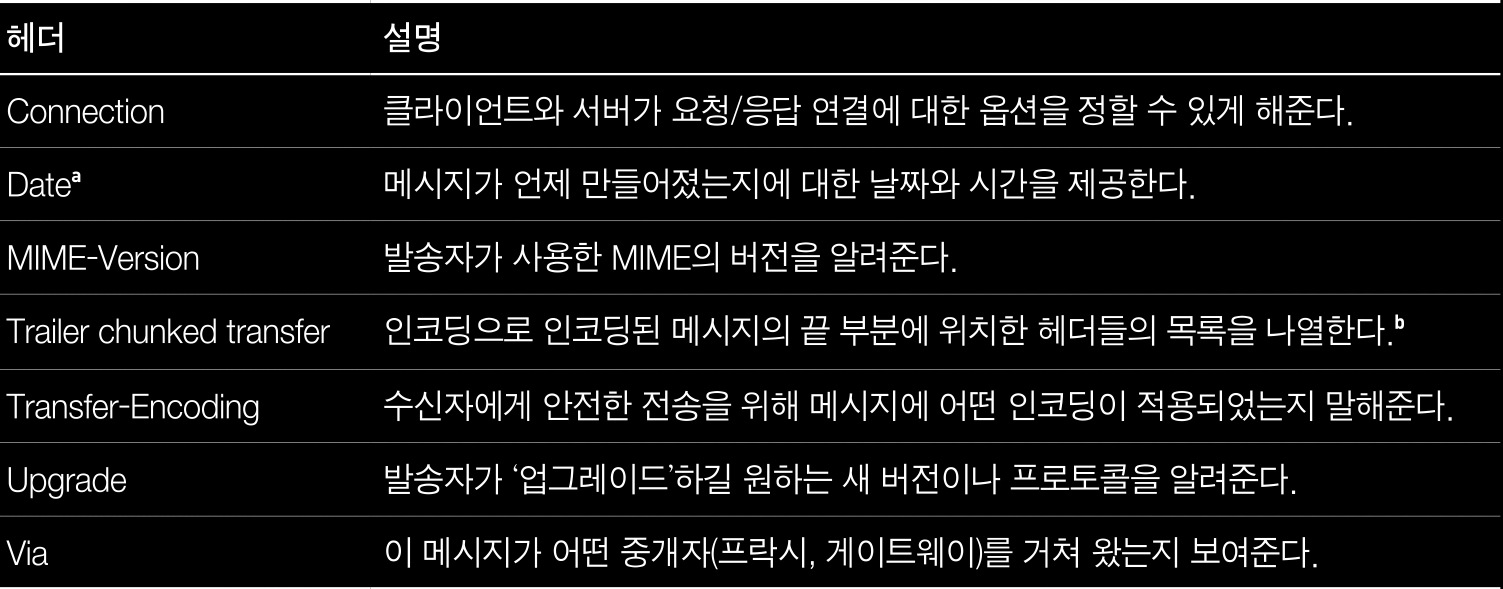 헤더 설명
Connection 클라이언트와 서버가 요청/응답 연결에 대한 옵션을 정할 수 있게 해준다.
Dateᵃ 메시지가 언제 만들어졌는지에 대한 날짜와 시간을 제공한다.
MIME-Version 발송자가 사용한 MIME의 버전을 알려준다.
Trailer chunked transfer 인코딩으로 인코딩된 메시지의 끝 부분에 위치한 헤더들의 목록을 나열한다.ᵇ
Transfer-Encoding 수신자에게 안전한 전송을 위해 메시지에 어떤 인코딩이 적용되었는지 말해준다.
Upgrade 발송자가 ‘업그레이드’하길 원하는 새 버전이나 프로토콜을 알려준다.
Via 이 메시지가 어떤 중개자(프락시, 게이트웨이)를 거쳐 왔는지 보여준다.